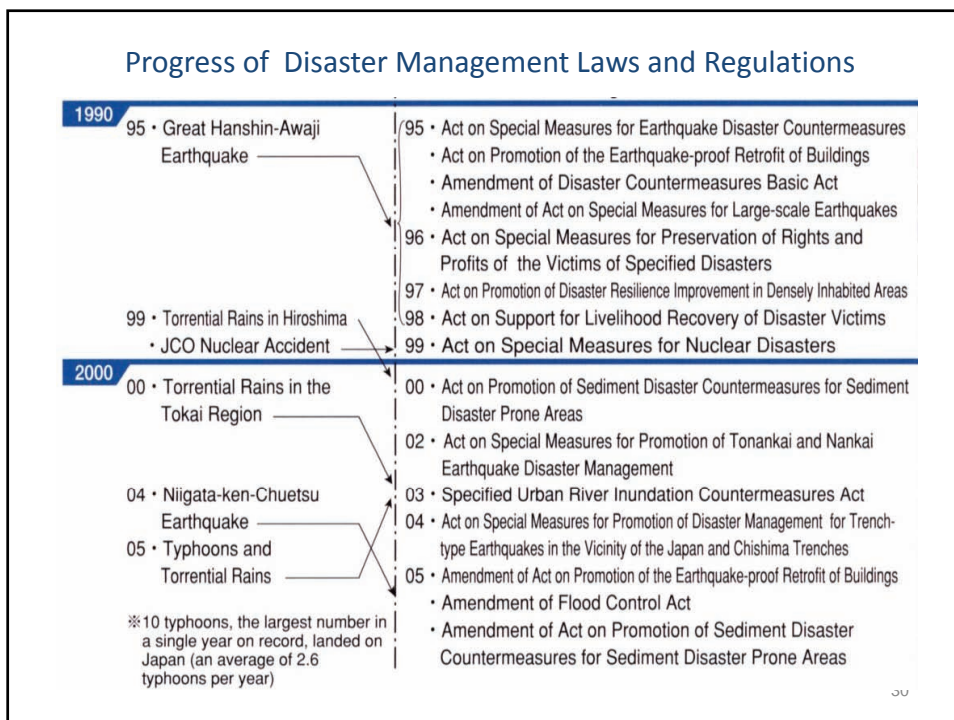 Progress of Disaster Management Laws and Regulations
1990
95・Great Hanshin-Awaji
Earthquake
99・Torrential Rains in Hiroshima
・JCO Nuclear Accident
95・Act on Special Measures for Earthquake Disaster Countermeasures
・Act on Promotion of the Earthquake-proof Retrofit of Buildings
・Amendment of Disaster Countermeasures Basic Act
・Amendment of Act on Special Measures for Large-scale Earthquakes
96・Act on Special Measures for Preservation of Rights and
Profits of the Victims of Specified Disasters
97・Act on Promotion of Disaster Resilience Improvement in Densely Inhabited Areas
98・Act on Support for Livelihood Recovery of Disaster Victims
99・Act on Special Measures for Nuclear Disasters
2000
00・Torrential Rains in the
Tokai Region
04・Niigata-ken-Chuetsu
Earthquake
05・Typhoons and
Torrential Rains
※10 typhoons, the largest number in
a single year on record, landed on
Japan (an average of 2.6
typhoons per year)
00・Act on Promotion of Sediment Disaster Countermeasures for Sediment
Disaster Prone Areas
02・Act on Special Measures for Promotion of Tonankai and Nankai
Earthquake Disaster Management
03・Specified Urban River Inundation Countermeasures Act
04・Act on Special Measures for Promotion of Disaster Management for Trench-
type Earthquakes in the Vicinity of the Japan and Chishima Trenches
05・Amendment of Act on Promotion of the Earthquake-proof Retrofit of Buildings
・Amendment of Flood Control Act
・Amendment of Act on Promotion of Sediment Disaster
Countermeasures for Sediment Disaster Prone Areas